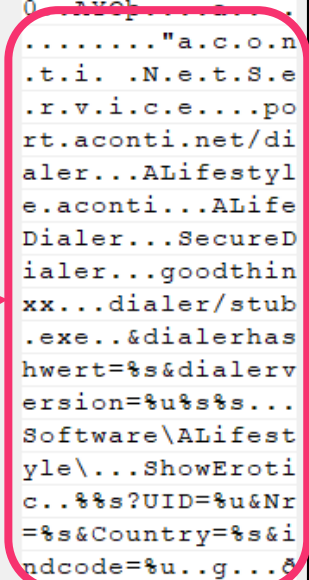 ........"a.c.o.n
.t.i. .N.e.t.S.e
.r.v.i.c.e....po
rt.aconti.net/di
aler...ALifestyl
e.aconti...ALife
Dialer...SecureD
ialer...goodthin
xx...dialer/stub
.exe..&dialerhas
hwert=%s&dialerv
ersion=%u%s%s...
Software\ALifest
yle\...ShowEroti
c..%%s?UID=%u&Nr
=%s&Country=%s&i
ndcode=%u..g...ð